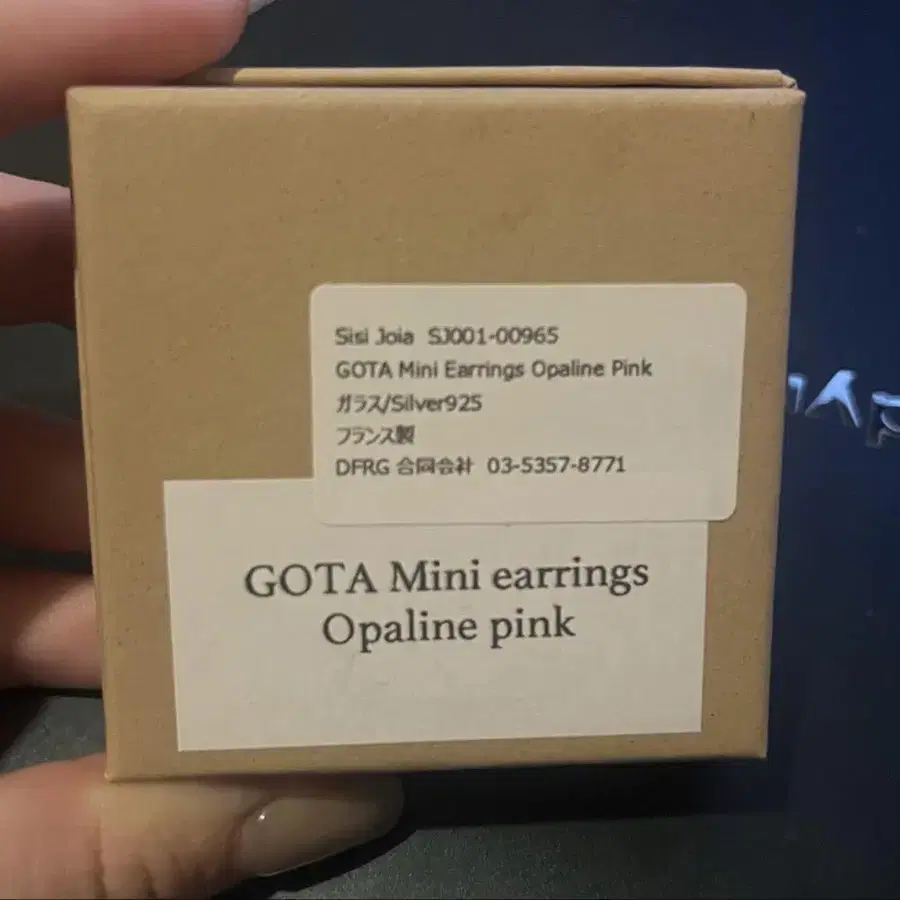 Sisi Joia SJ001-00965
GOTA Mini Earrings Opaline Pink
ガラス/Silver925
フランス製
DFRG 合同会社 03-5357-8771
GOTA Mini earrings
Opaline pink